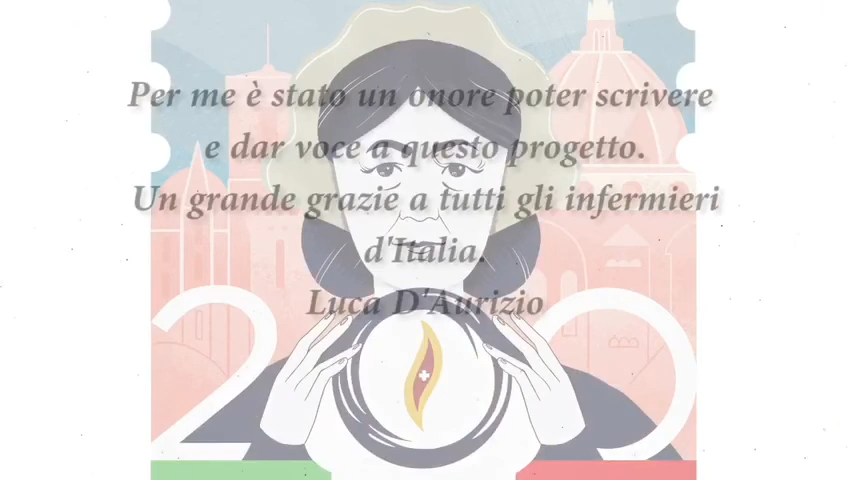 Per me è stato un onore poter scrivere
e dar voce a questo progetto.
Un grande grazie a tutti gli infermieri
d'Italia.
Luca D'Aurizio
200